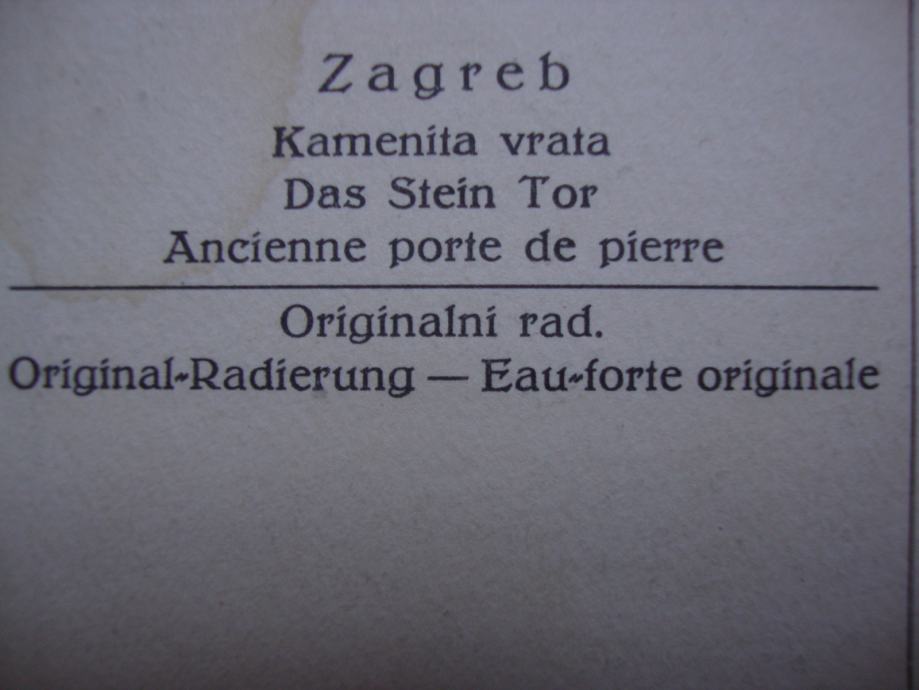 Zagreb
Kamenita vrata
Das Stein Tor
Ancienne porte de pierre
Originalni rad.
Original-Radierung — Eau-forte originale